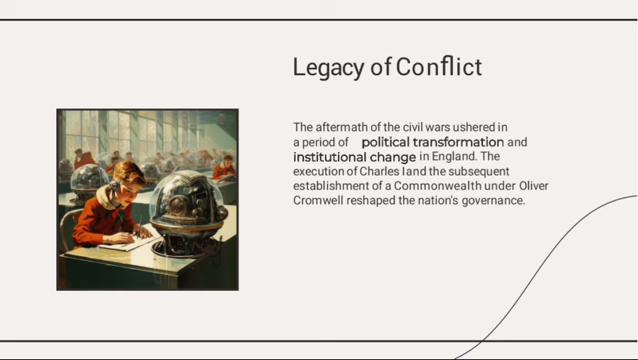 Legacy of Conflict
The aftermath of the civil wars ushered in
a period of political transformation and
institutional change in England. The
execution of Charles I and the subsequent
establishment of a Commonwealth under Oliver
Cromwell reshaped the nation's governance.